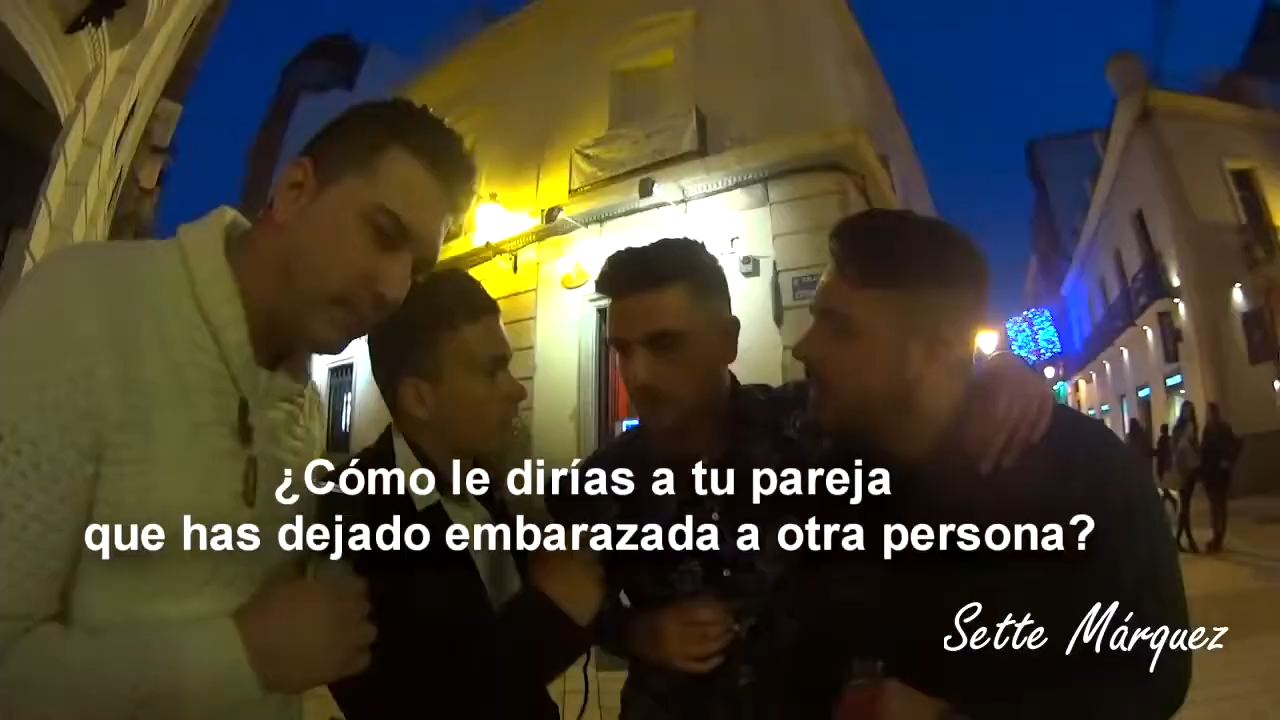 ¿Cómo le dirías a tu pareja
que has dejado embarazada a otra persona?
Sette Márquez